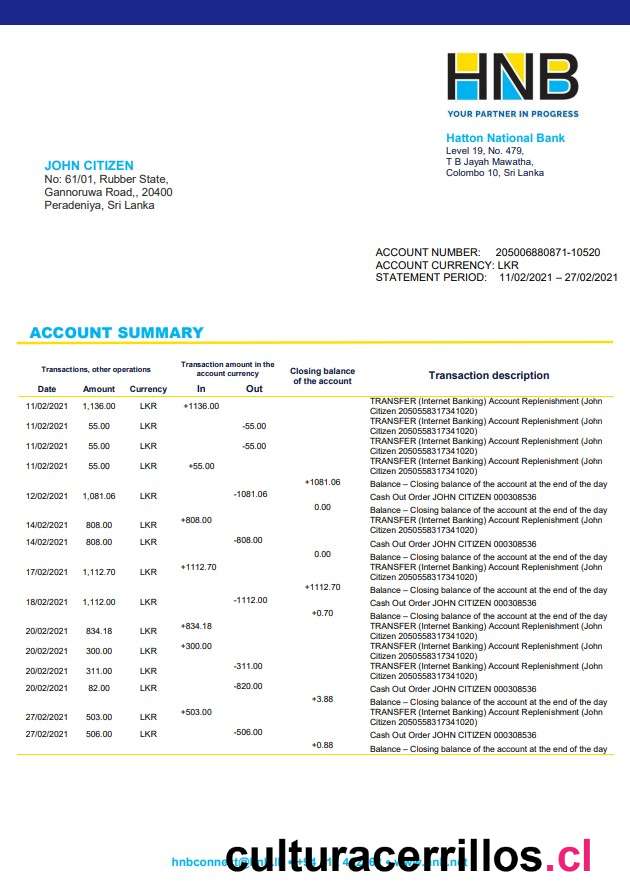 HNB
YOUR PARTNER IN PROGRESS
Hatton National Bank
Level 19, No. 479,
T B Jayah Mawatha,
Colombo 10, Sri Lanka
JOHN CITIZEN
No: 61/01, Rubber State,
Gannoruwa Road,, 20400
Peradeniya, Sri Lanka
ACCOUNT NUMBER: 205006880871-10520
ACCOUNT CURRENCY: LKR
STATEMENT PERIOD: 11/02/2021 – 27/02/2021
ACCOUNT SUMMARY
Transactions, other operations
Transaction amount in the
account currency
Closing balance
of the account
Transaction description
Date Amount Currency In Out
11/02/2021 1,136.00 LKR +1136.00 TRANSFER (Internet Banking) Account Replenishment (John
Citizen 2050558317341020)
11/02/2021 55.00 LKR -55.00 TRANSFER (Internet Banking) Account Replenishment (John
Citizen 2050558317341020)
11/02/2021 55.00 LKR -55.00 TRANSFER (Internet Banking) Account Replenishment (John
Citizen 2050558317341020)
11/02/2021 55.00 LKR +55.00 TRANSFER (Internet Banking) Account Replenishment (John
Citizen 2050558317341020)
+1081.06 Balance – Closing balance of the account at the end of the day
12/02/2021 1,081.06 LKR -1081.06 Cash Out Order JOHN CITIZEN 000308536
0.00 Balance – Closing balance of the account at the end of the day
14/02/2021 808.00 LKR +808.00 TRANSFER (Internet Banking) Account Replenishment (John
Citizen 2050558317341020)
14/02/2021 808.00 LKR -808.00 Cash Out Order JOHN CITIZEN 000308536
0.00 Balance – Closing balance of the account at the end of the day
17/02/2021 1,112.70 LKR +1112.70 TRANSFER (Internet Banking) Account Replenishment (John
Citizen 2050558317341020)
+1112.70 Balance – Closing balance of the account at the end of the day
18/02/2021 1,112.00 LKR -1112.00 Cash Out Order JOHN CITIZEN 000308536
+0.70 Balance – Closing balance of the account at the end of the day
20/02/2021 834.18 LKR +834.18 TRANSFER (Internet Banking) Account Replenishment (John
Citizen 2050558317341020)
20/02/2021 300.00 LKR +300.00 TRANSFER (Internet Banking) Account Replenishment (John
Citizen 2050558317341020)
20/02/2021 311.00 LKR -311.00 TRANSFER (Internet Banking) Account Replenishment (John
Citizen 2050558317341020)
20/02/2021 82.00 LKR -820.00 Cash Out Order JOHN CITIZEN 000308536
+3.88 Balance – Closing balance of the account at the end of the day
27/02/2021 503.00 LKR +503.00 TRANSFER (Internet Banking) Account Replenishment (John
Citizen 2050558317341020)
27/02/2021 506.00 LKR -506.00 Cash Out Order JOHN CITIZEN 000308536
+0.88 Balance – Closing balance of the account at the end of the day
culturacerrillos.cl